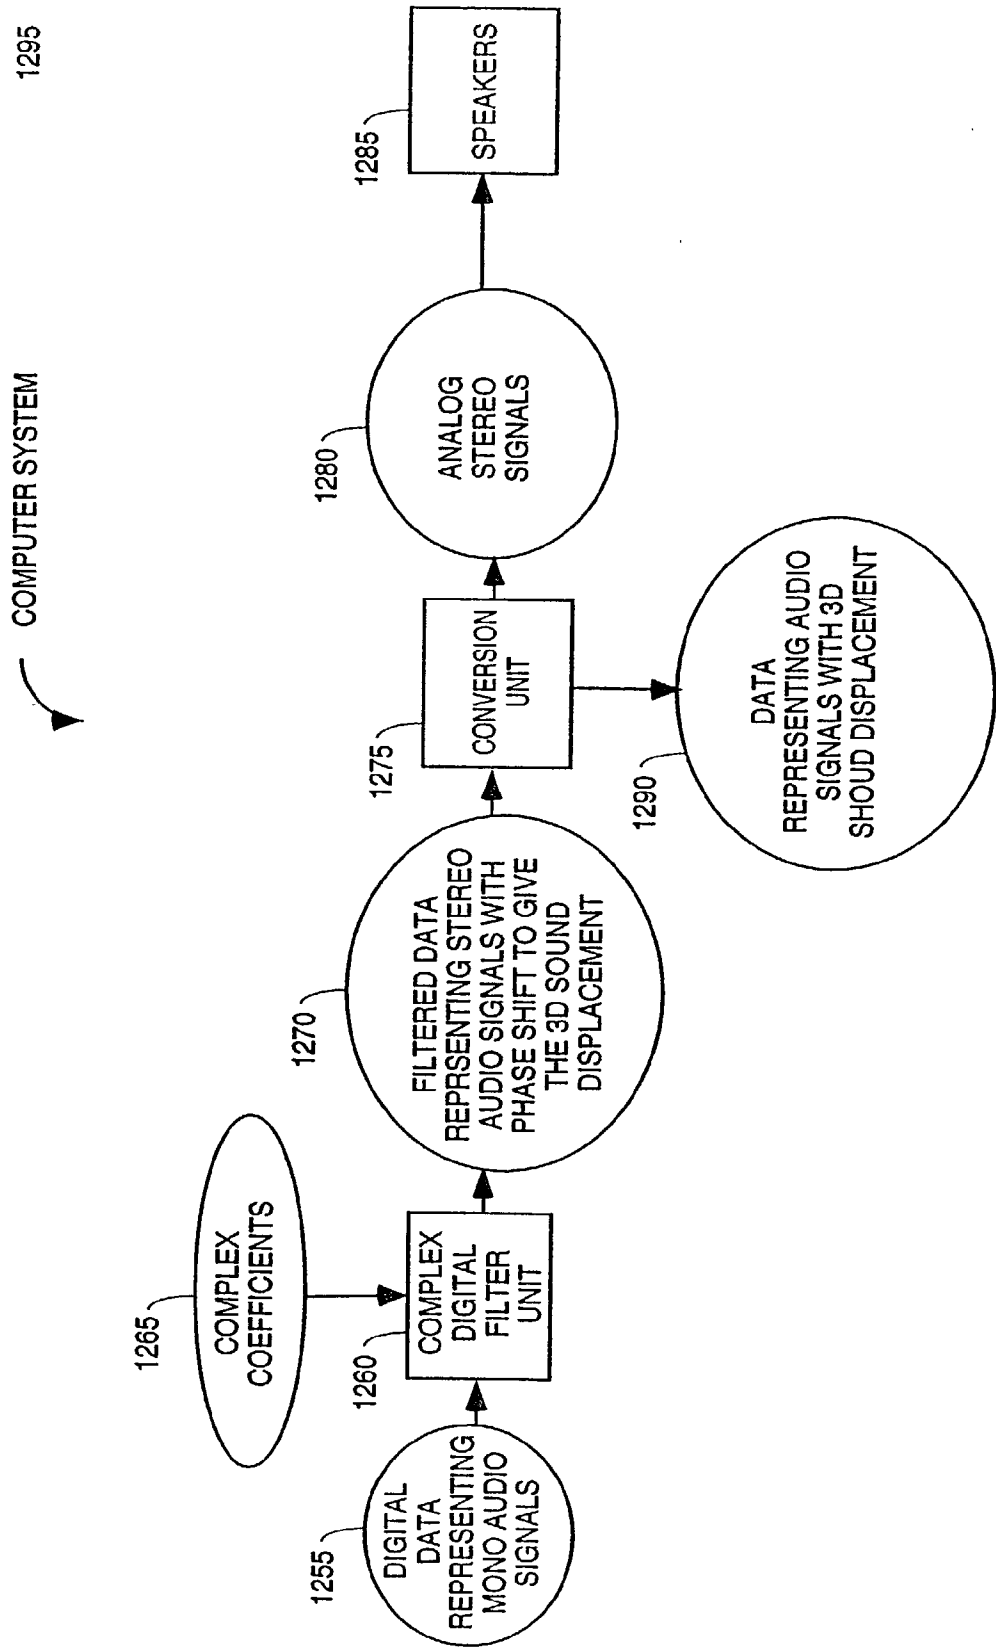 COMPUTER SYSTEM
1295
1255
DIGITAL
DATA
REPRESENTING
MONO AUDIO
SIGNALS
1265
COMPLEX
COEFFICIENTS
1260
COMPLEX
DIGITAL
FILTER
UNIT
1270
FILTERED DATA
REPRSENTING STEREO
AUDIO SIGNALS WITH
PHASE SHIFT TO GIVE
THE 3D SOUND
DISPLACEMENT
1275
CONVERSION
UNIT
1280
ANALOG
STEREO
SIGNALS
1285
SPEAKERS
1290
DATA
REPRESENTING AUDIO
SIGNALS WITH 3D
SHOUD DISPLACEMENT